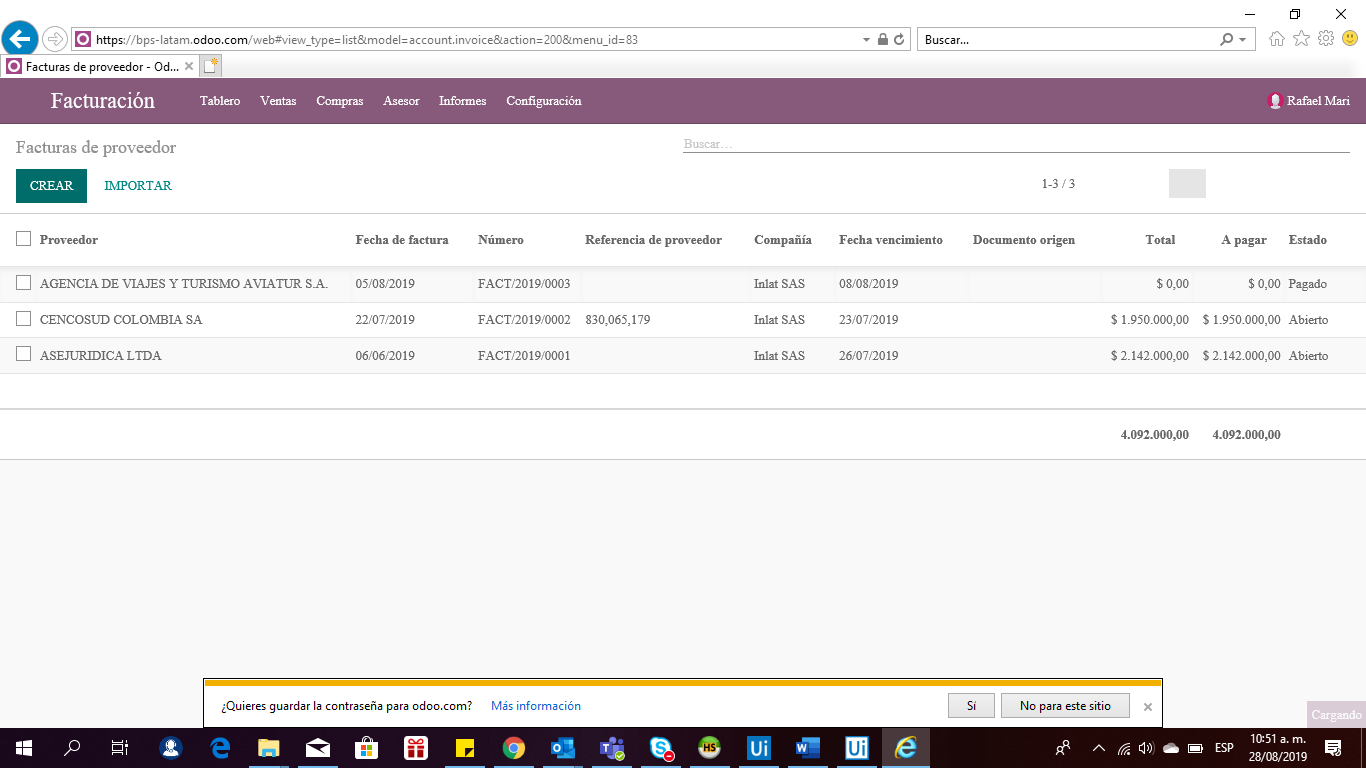 https://bps-latam.odoo.com/web#view_type=list&model=account.invoice&action=200&menu_id=83
Buscar...
Facturas de proveedor - Od...
Facturación Tablero Ventas Compras Asesor Informes Configuración Rafael Mari
Facturas de proveedor
Buscar...
CREAR IMPORTAR
1-3 / 3
Proveedor Fecha de factura Número Referencia de proveedor Compañía Fecha vencimiento Documento origen Total A pagar Estado
AGENCIA DE VIAJES Y TURISMO AVIATUR S.A. 05/08/2019 FACT/2019/0003 Inlat SAS 08/08/2019 $ 0,00 $ 0,00 Pagado
CENCOSUD COLOMBIA SA 22/07/2019 FACT/2019/0002 830,065,179 Inlat SAS 23/07/2019 $ 1.950.000,00 $ 1.950.000,00 Abierto
ASEJURIDICA LTDA 06/06/2019 FACT/2019/0001 Inlat SAS 26/07/2019 $ 2.142.000,00 $ 2.142.000,00 Abierto
4.092.000,00 4.092.000,00
¿Quieres guardar la contraseña para odoo.com? Más información Sí No para este sitio
Cargando
HS Ui Ui ESP 10:51 a. m.
28/08/2019